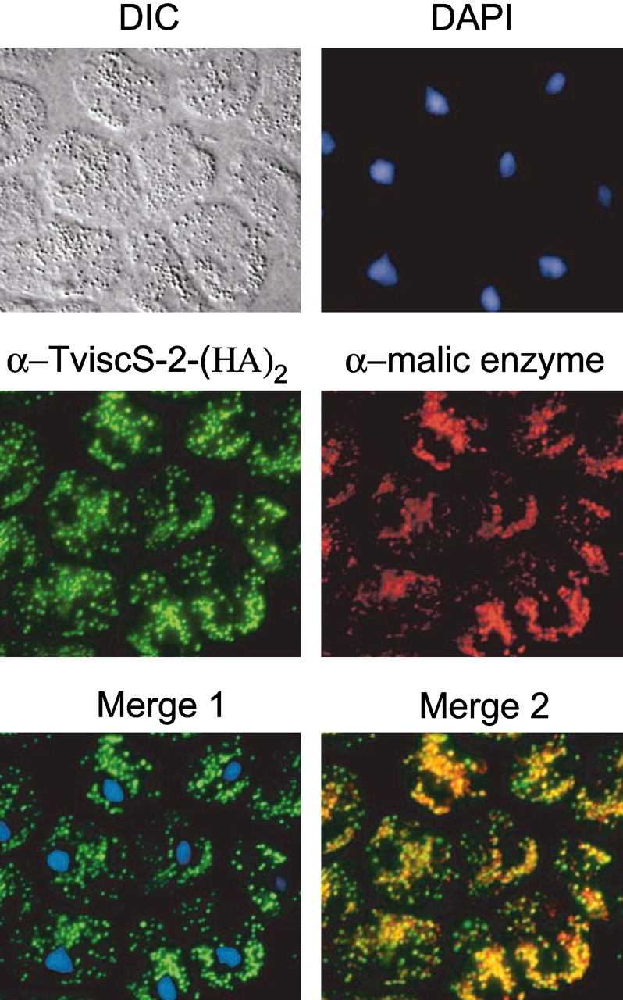 DIC
DAPI
α–TviscS-2-(HA)₂
α–malic enzyme
Merge 1
Merge 2